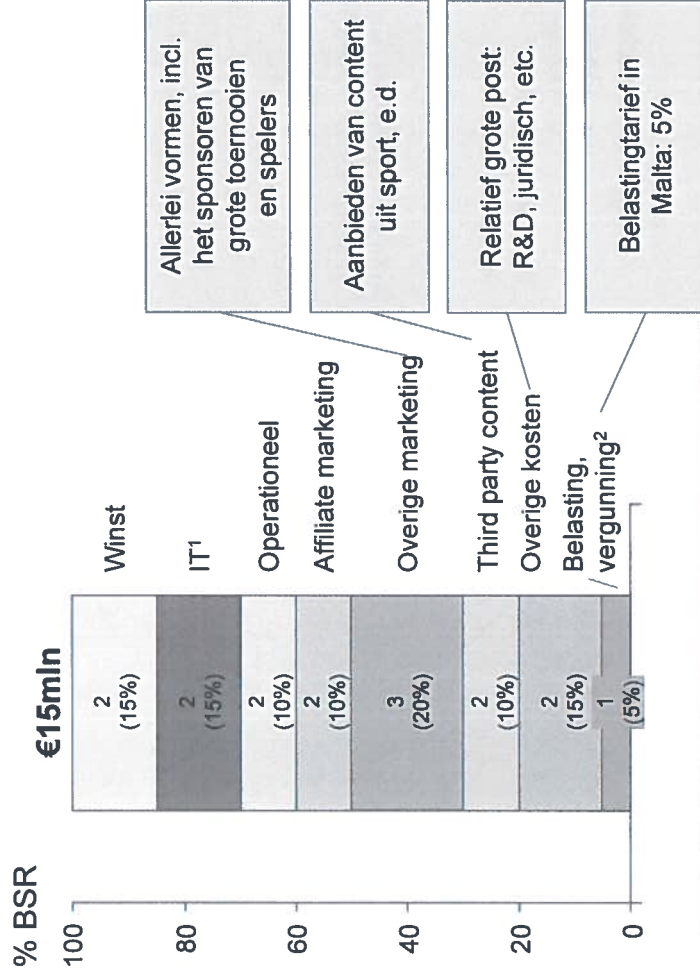 % BSR
€15mln
100
80
60
40
20
0
2
(15%)
2
(15%)
2
(10%)
2
(10%)
3
(20%)
2
(10%)
2
(15%)
1
(5%)
Winst
IT¹
Operationeel
Affiliate marketing
Overige marketing
Third party content
Overige kosten
Belasting,
vergunning²
Allerlei vormen, incl.
het sponsoren van
grote toernooien
en spelers
Aanbieden van content
uit sport, e.d.
Relatief grote post:
R&D, juridisch, etc.
Belastingtarief in
Malta: 5%